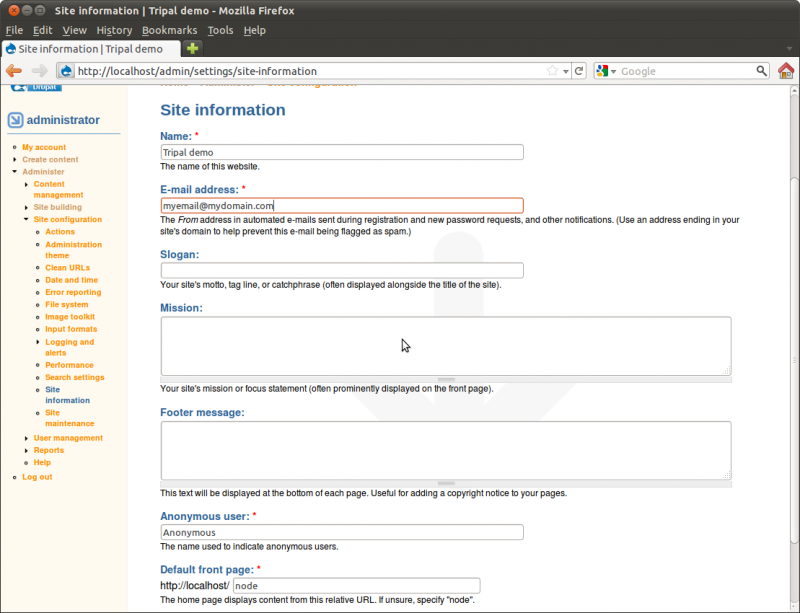 Site information | Tripal demo - Mozilla Firefox
File Edit View History Bookmarks Tools Help
Site information | Tripal demo
http://localhost/admin/settings/site-information
Google
Drupal
administrator
My account
Create content
Administer
Content
management
Site building
Site configuration
Actions
Administration
theme
Clean URLs
Date and time
Error reporting
File system
Image toolkit
Input formats
Logging and
alerts
Performance
Search settings
Site
information
Site
maintenance
User management
Reports
Help
Log out
Site information
Name: *
Tripal demo
The name of this website.
E-mail address: *
myemail@mydomain.com
The From address in automated e-mails sent during registration and new password requests, and other notifications. (Use an address ending in your
site's domain to help prevent this e-mail being flagged as spam.)
Slogan:
Your site's motto, tag line, or catchphrase (often displayed alongside the title of the site).
Mission:
Your site's mission or focus statement (often prominently displayed on the front page).
Footer message:
This text will be displayed at the bottom of each page. Useful for adding a copyright notice to your pages.
Anonymous user: *
Anonymous
The name used to indicate anonymous users.
Default front page: *
http://localhost/ node
The home page displays content from this relative URL. If unsure, specify "node".